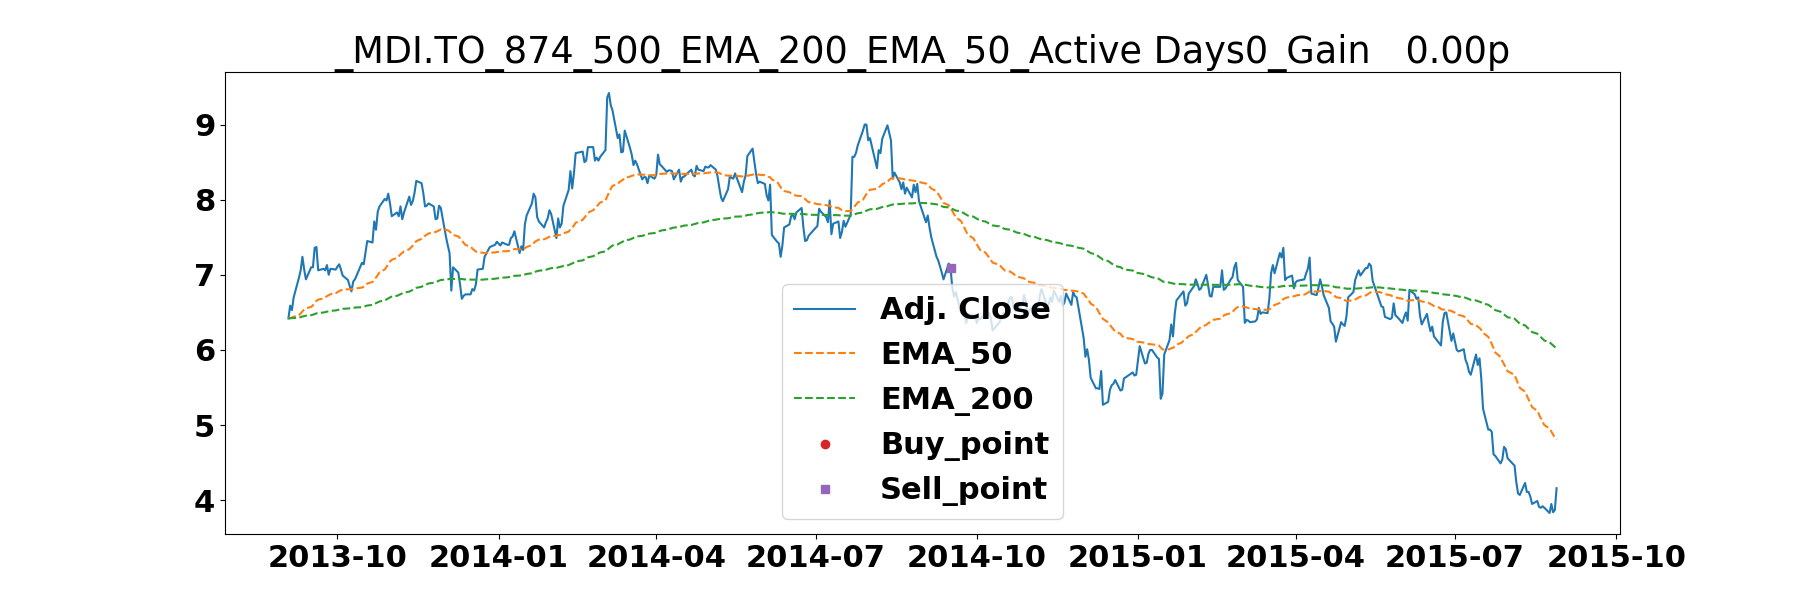 _MDI.TO_874_500_EMA_200_EMA_50_Active Days0_Gain   0.00p
9
8
7
6
5
4
Adj. Close
EMA_50
EMA_200
Buy_point
Sell_point
2013-10 2014-01 2014-04 2014-07 2014-10 2015-01 2015-04 2015-07 2015-10